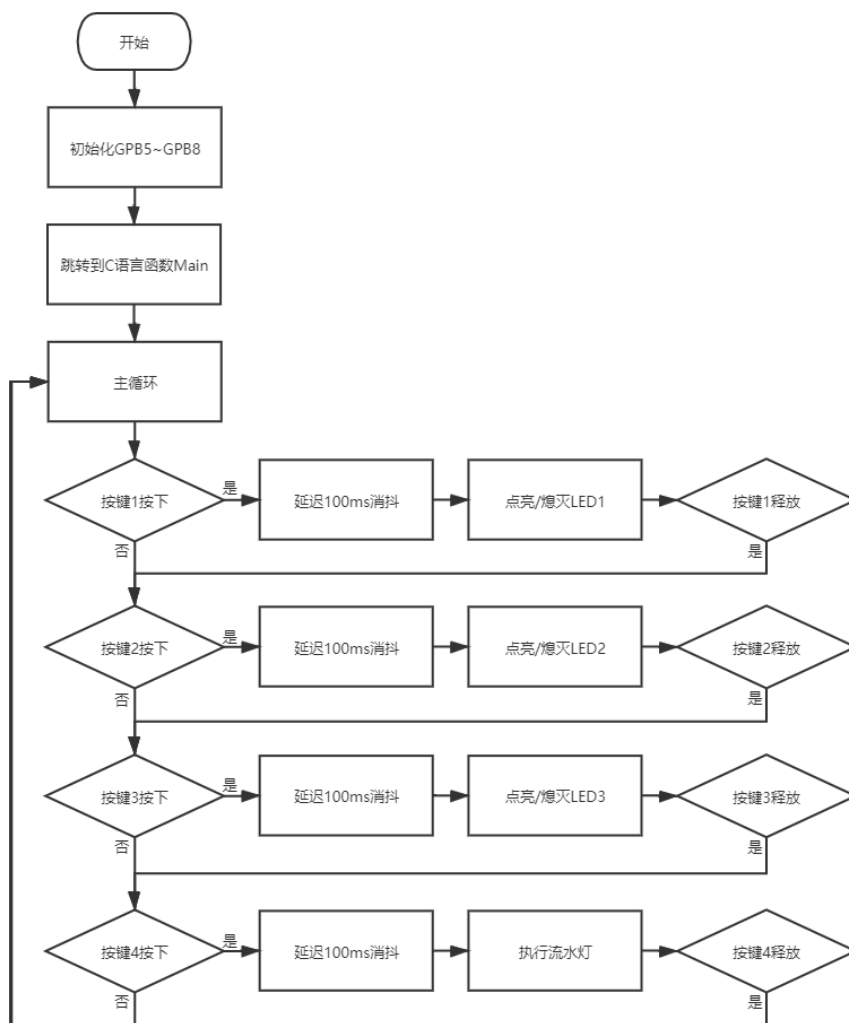 开始
初始化GPB5~GPB8
跳转到C语言函数Main
主循环
按键1按下
是
延迟100ms消抖
点亮/熄灭LED1
按键1释放
否
是
按键2按下
是
延迟100ms消抖
点亮/熄灭LED2
按键2释放
否
是
按键3按下
是
延迟100ms消抖
点亮/熄灭LED3
按键3释放
否
是
按键4按下
是
延迟100ms消抖
执行流水灯
按键4释放
否
是